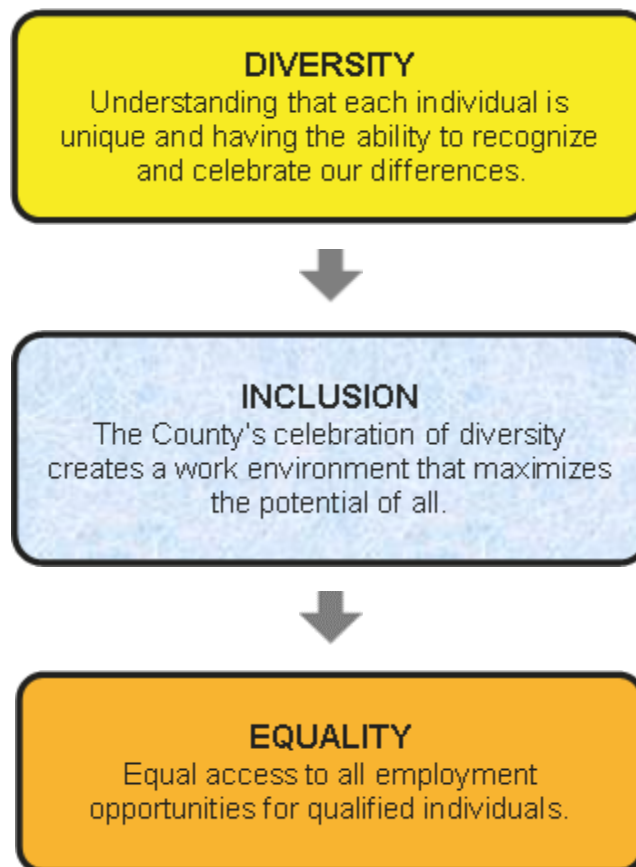 DIVERSITY
Understanding that each individual is
unique and having the ability to recognize
and celebrate our differences.
INCLUSION
The County's celebration of diversity
creates a work environment that maximizes
the potential of all.
EQUALITY
Equal access to all employment
opportunities for qualified individuals.